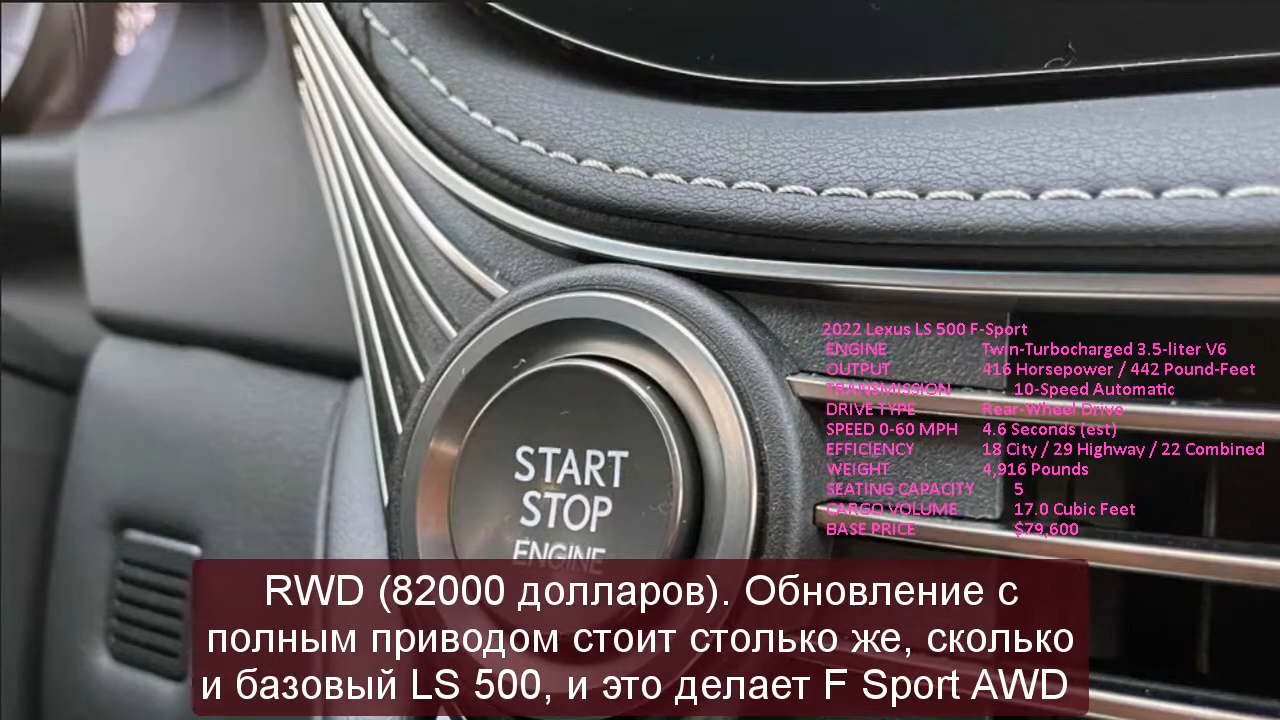 START
STOP
ENGINE
2022 Lexus LS 500 F-Sport
ENGINE Twin-Turbocharged 3.5-liter V6
OUTPUT 416 Horsepower / 442 Pound-Feet
TRANSMISSION 10-Speed Automatic
DRIVE TYPE Rear-Wheel Drive
SPEED 0-60 MPH 4.6 Seconds (est)
EFFICIENCY 18 City / 29 Highway / 22 Combined
WEIGHT 4,916 Pounds
SEATING CAPACITY 5
CARGO VOLUME 17.0 Cubic Feet
BASE PRICE $79,600
RWD (82000 долларов). Обновление с
полным приводом стоит столько же, сколько
и базовый LS 500, и это делает F Sport AWD